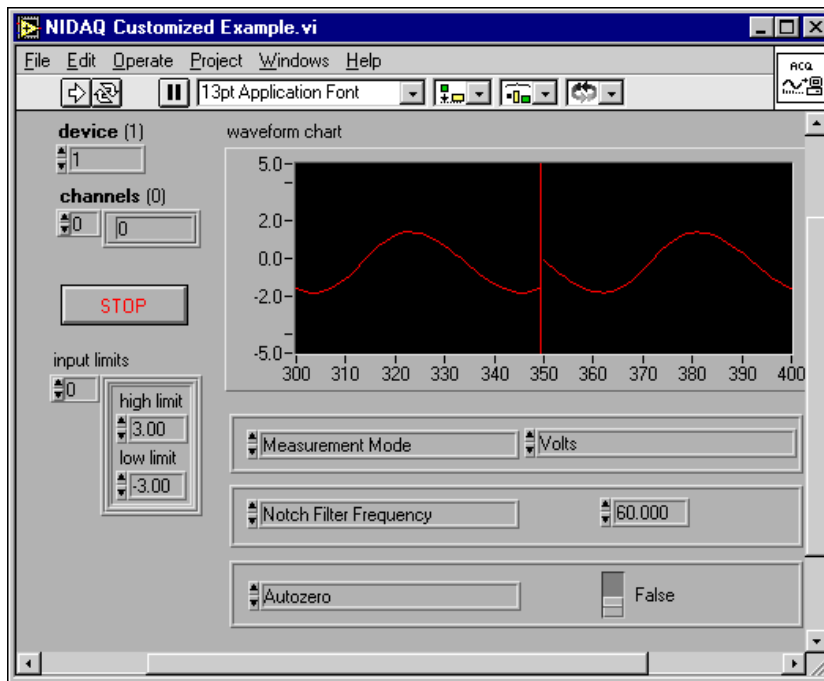 NIDAQ Customized Example.vi
File Edit Operate Project Windows Help
13pt Application Font
ACQ
device (1)
1
channels (0)
0 0
STOP
input limits
0
high limit
3.00
low limit
-3.00
waveform chart
5.0
2.0
0.0
-2.0
-5.0
300 310 320 330 340 350 360 370 380 390 400
Measurement Mode Volts
Notch Filter Frequency 60.000
Autozero False